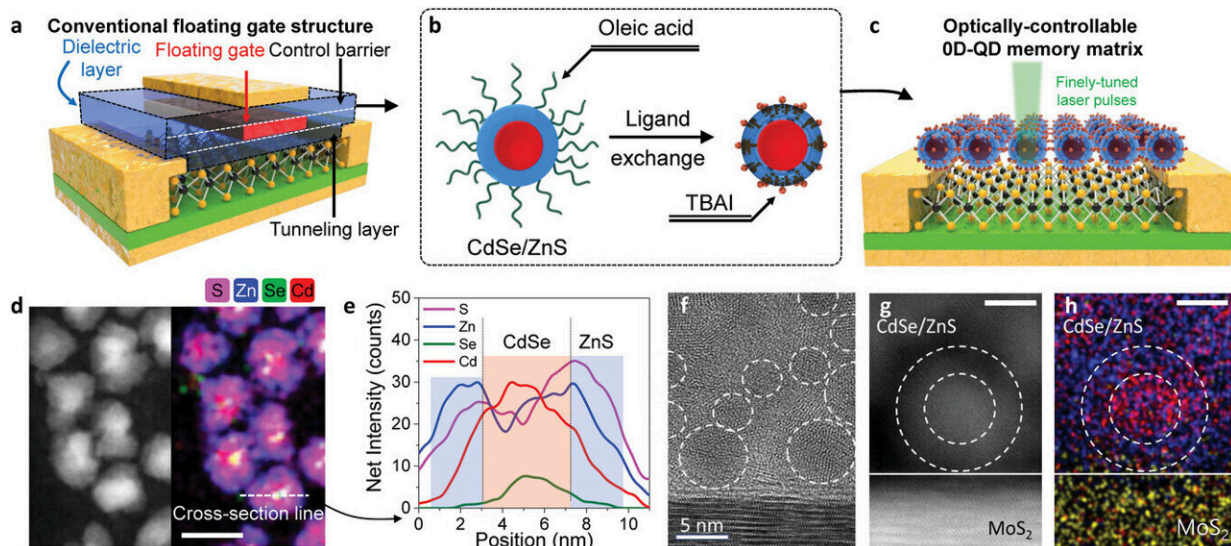 a
Conventional floating gate structure
Dielectric
layer
Floating gate
Control barrier
Tunneling layer
b
Oleic acid
Ligand
exchange
TBAI
CdSe/ZnS
c
Optically-controllable
0D-QD memory matrix
Finely-tuned
laser pulses
d
S Zn Se Cd
Cross-section line
e
Net Intensity (counts)
50
40
30
20
10
0
S
Zn
Se
Cd
CdSe
ZnS
0 2 4 6 8 10
Position (nm)
f
5 nm
g
CdSe/ZnS
MoS₂
h
CdSe/ZnS
MoS₂